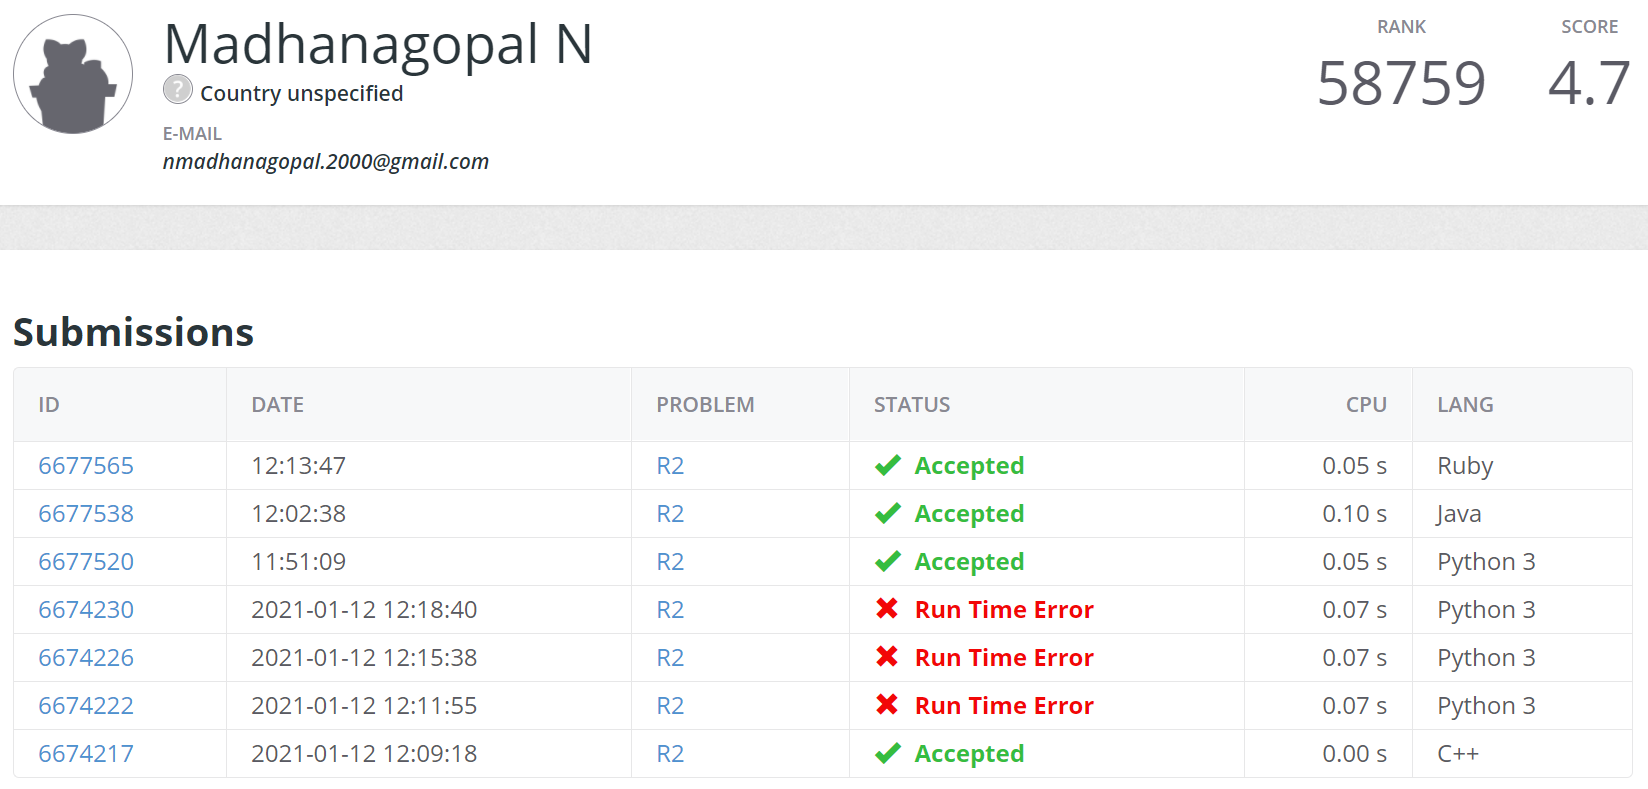 Madhanagopal N
? Country unspecified
E-MAIL
nmadhanagopal.2000@gmail.com
RANK SCORE
58759 4.7
Submissions
ID DATE PROBLEM STATUS CPU LANG
6677565 12:13:47 R2 Accepted 0.05 s Ruby
6677538 12:02:38 R2 Accepted 0.10 s Java
6677520 11:51:09 R2 Accepted 0.05 s Python 3
6674230 2021-01-12 12:18:40 R2 Run Time Error 0.07 s Python 3
6674226 2021-01-12 12:15:38 R2 Run Time Error 0.07 s Python 3
6674222 2021-01-12 12:11:55 R2 Run Time Error 0.07 s Python 3
6674217 2021-01-12 12:09:18 R2 Accepted 0.00 s C++